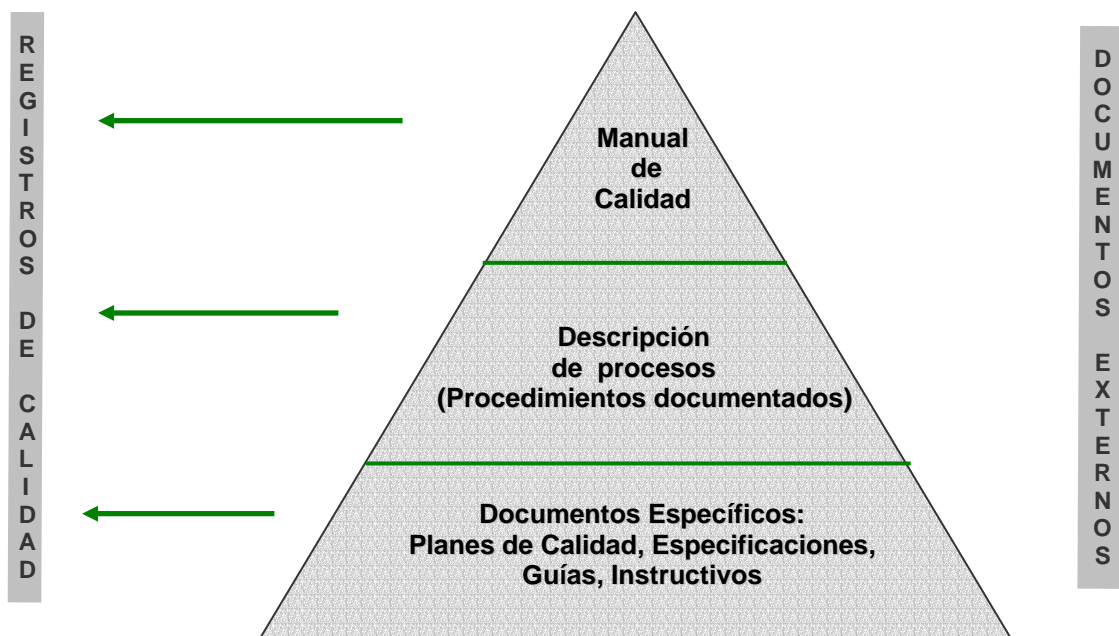 REGISTROS DE CALIDAD
Manual
de
Calidad
Descripción
de procesos
(Procedimientos documentados)
Documentos Específicos:
Planes de Calidad, Especificaciones,
Guías, Instructivos
DOCUMENTOS EXTERNOS